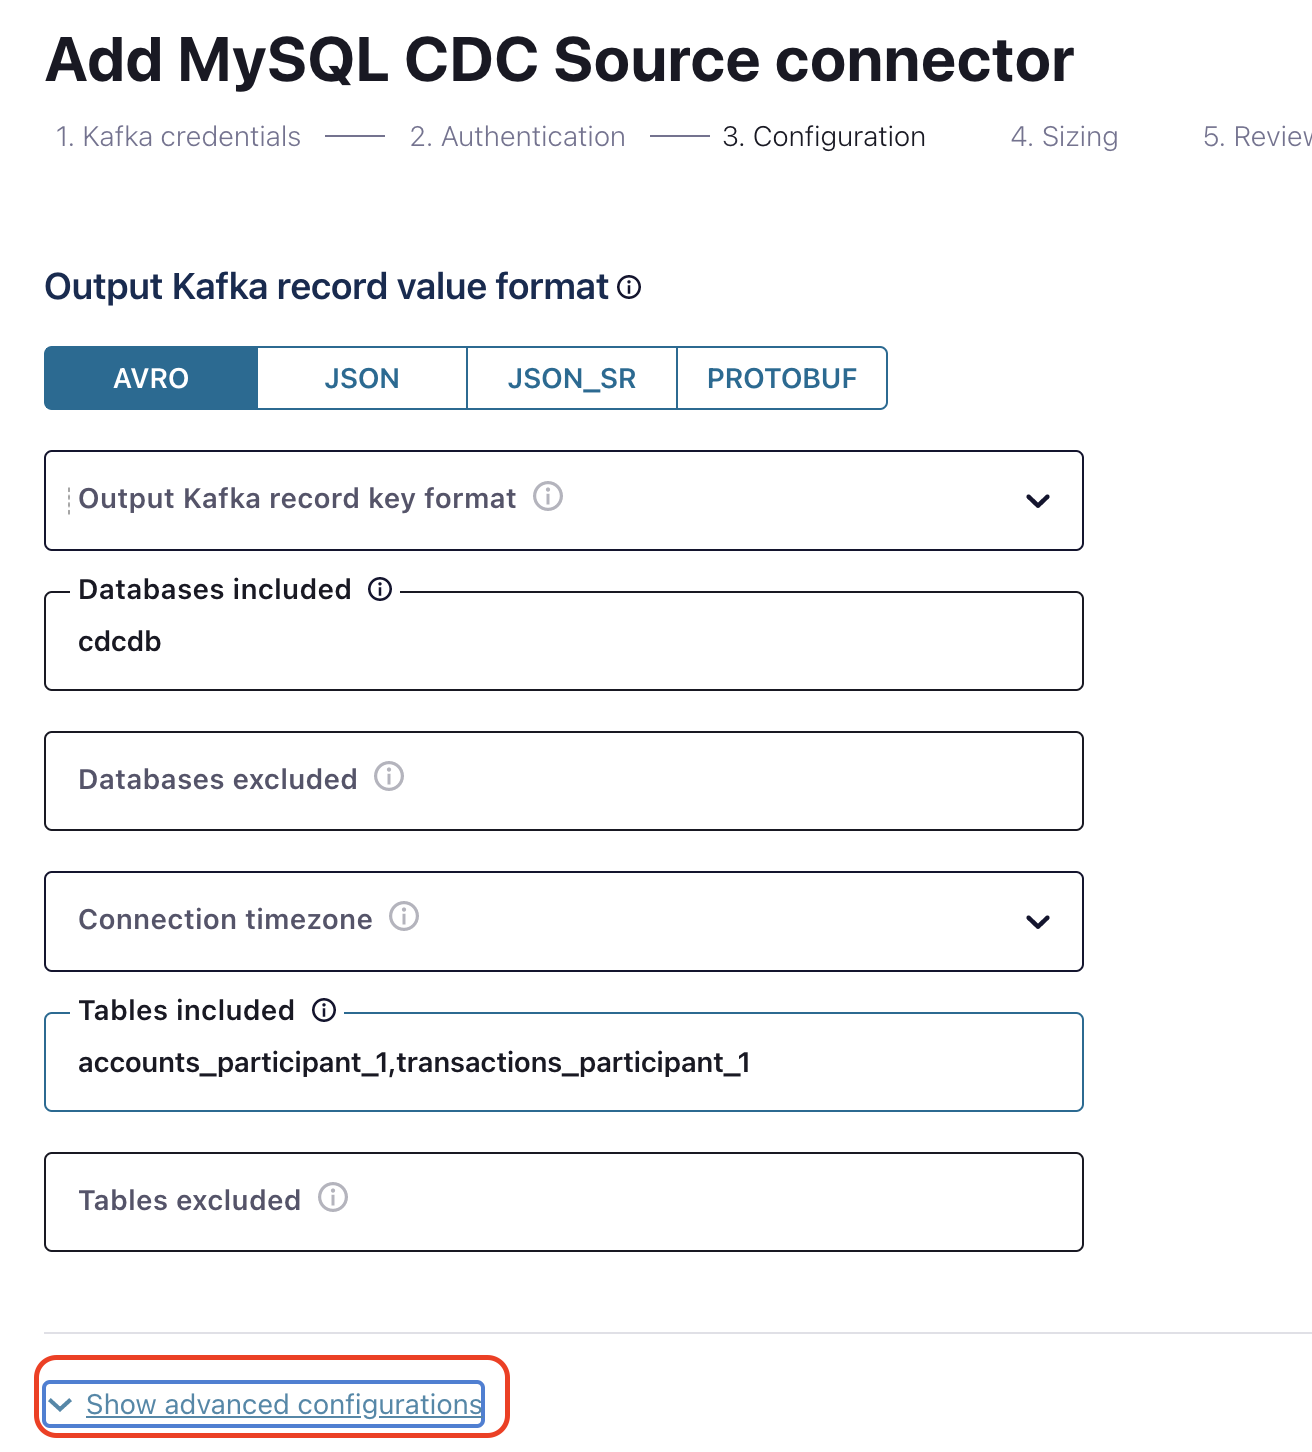 Add MySQL CDC Source connector
1. Kafka credentials 2. Authentication 3. Configuration 4. Sizing 5. Review
Output Kafka record value format
AVRO JSON JSON_SR PROTOBUF
Output Kafka record key format
Databases included
cdcdb
Databases excluded
Connection timezone
Tables included
accounts_participant_1,transactions_participant_1
Tables excluded
Show advanced configurations